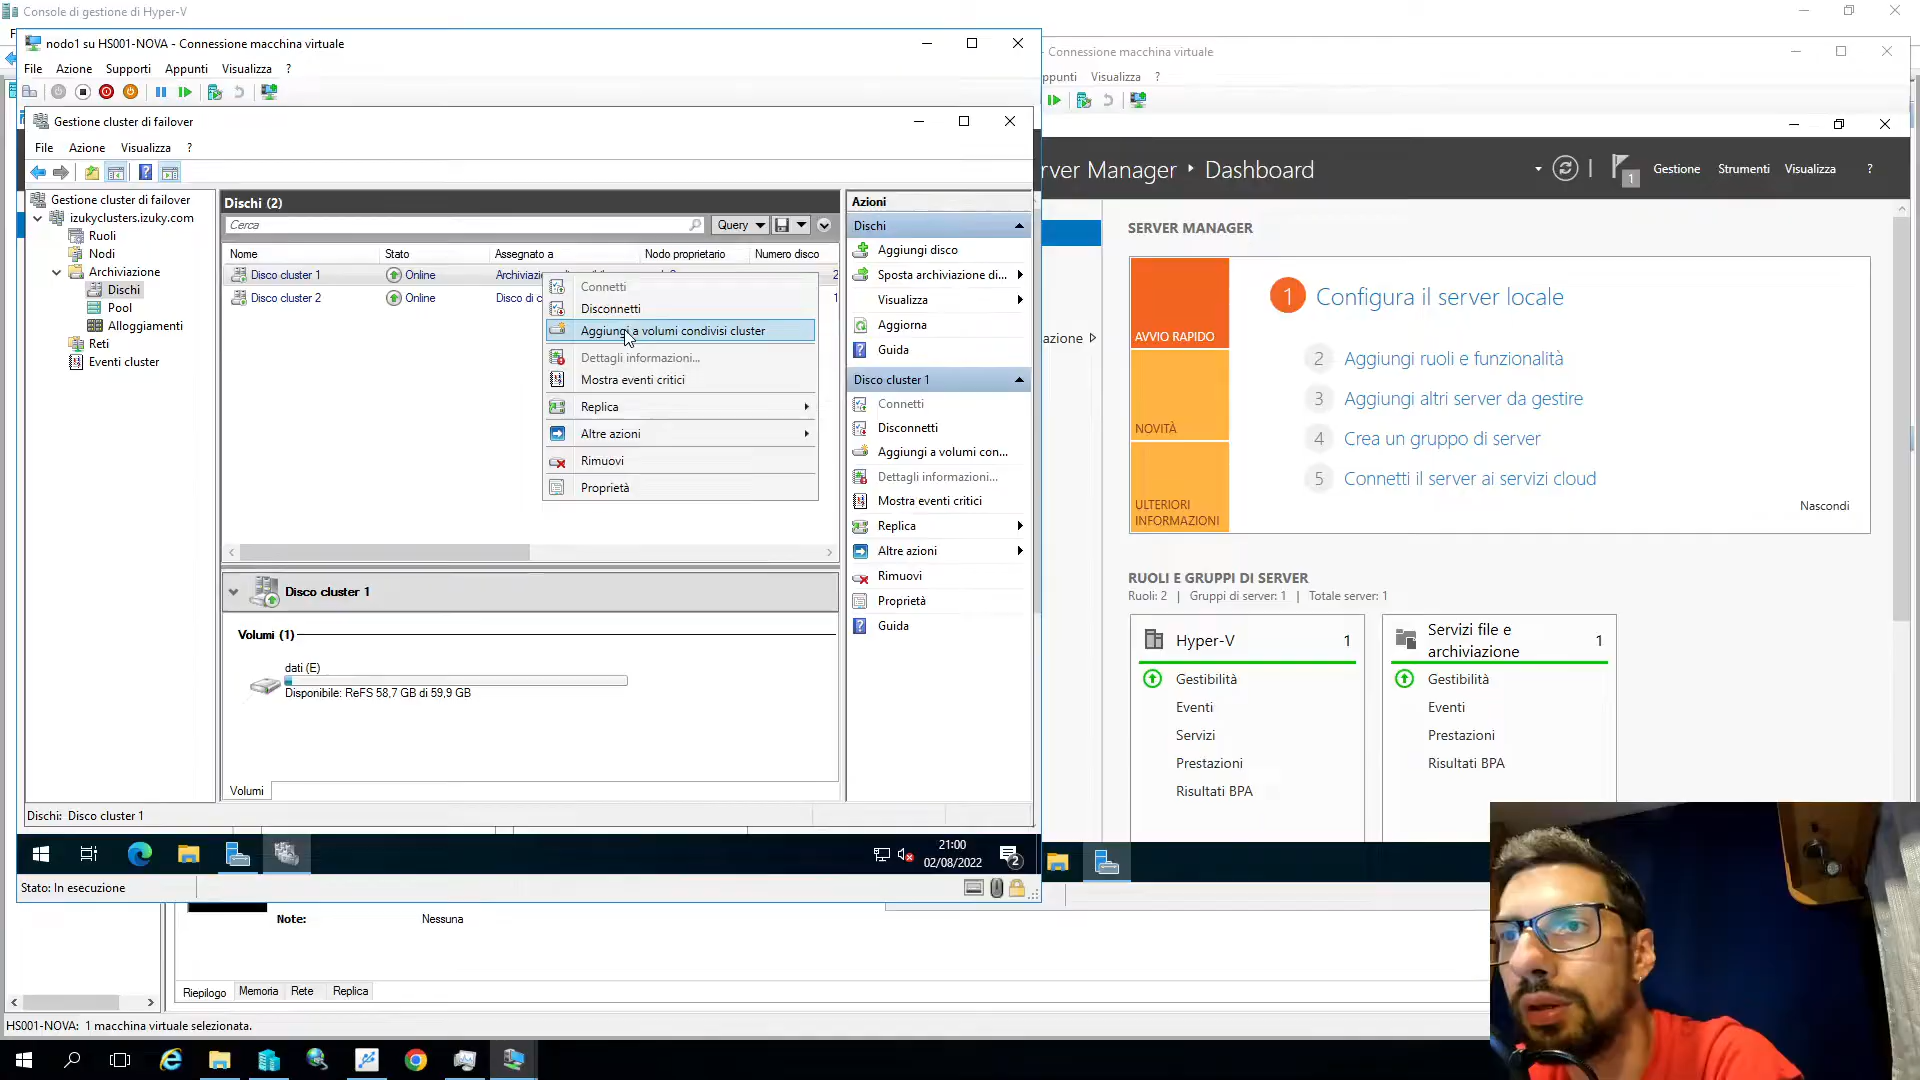 Console di gestione di Hyper-V
nodo1 su HS001-NOVA - Connessione macchina virtuale
File Azione Supporti Appunti Visualizza ?
Gestione cluster di failover
File Azione Visualizza ?
Gestione cluster di failover
izukyclusters.izuky.com
Ruoli
Nodi
Archiviazione
Dischi
Pool
Alloggiamenti
Reti
Eventi cluster
Dischi (2)
Cerca
Query
Nome Stato Assegnato a Nodo proprietario Numero disco
Disco cluster 1 Online 2
Disco cluster 2 Online Disco di c 1
Connetti
Disconnetti
Aggiungi a volumi condivisi cluster
Dettagli informazioni...
Mostra eventi critici
Replica
Altre azioni
Rimuovi
Proprietà
Disco cluster 1
Volumi (1)
dati (E)
Disponibile: ReFS 58,7 GB di 59,9 GB
Volumi
Azioni
Dischi
Aggiungi disco
Sposta archiviazione di...
Visualizza
Aggiorna
Guida
Disco cluster 1
Connetti
Disconnetti
Aggiungi a volumi con...
Dettagli informazioni...
Mostra eventi critici
Replica
Altre azioni
Rimuovi
Proprietà
Guida
Dischi: Disco cluster 1
21:00
02/08/2022
2
Stato: In esecuzione
Note: Nessuna
Riepilogo Memoria Rete Replica
HS001-NOVA: 1 macchina virtuale selezionata.
- Connessione macchina virtuale
ppunti Visualizza ?
rver Manager Dashboard
1
Gestione Strumenti Visualizza ?
azione
SERVER MANAGER
AVVIO RAPIDO
NOVITÀ
ULTERIORI
INFORMAZIONI
1 Configura il server locale
2 Aggiungi ruoli e funzionalità
3 Aggiungi altri server da gestire
4 Crea un gruppo di server
5 Connetti il server ai servizi cloud
Nascondi
RUOLI E GRUPPI DI SERVER
Ruoli: 2 | Gruppi di server: 1 | Totale server: 1
Hyper-V 1
Gestibilità
Eventi
Servizi
Prestazioni
Risultati BPA
Servizi file e
archiviazione 1
Gestibilità
Eventi
Prestazioni
Risultati BPA